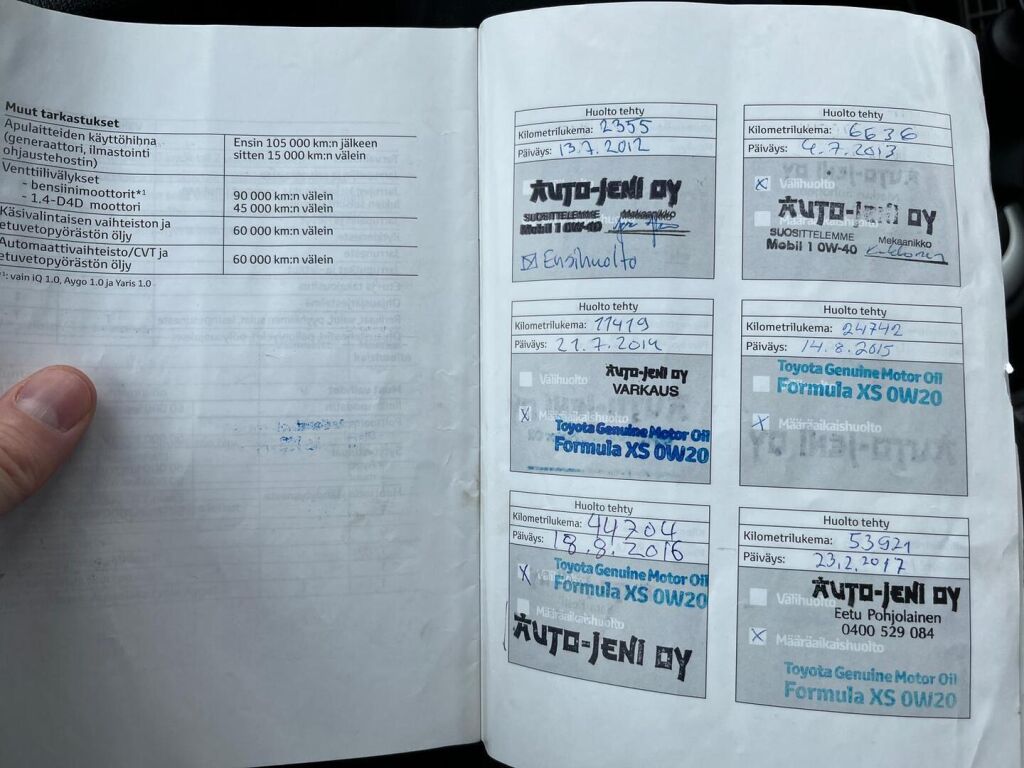 Muut tarkastukset
Apulaitteiden käyttöhihna
(generaattori, ilmastointi
ohjaustehostin)
Ensin 105 000 km:n jälkeen
sitten 15 000 km:n välein
Venttiilivälykset
- bensiinimoottorit*¹
90 000 km:n välein
- 1.4-D4D moottori
45 000 km:n välein
Käsivalintaisen vaihteiston ja
etuvetopyörästön öljy
60 000 km:n välein
Automaattivaihteisto/CVT ja
etuvetopyörästön öljy
60 000 km:n välein
*¹: vain iQ 1.0, Aygo 1.0 ja Yaris 1.0
Huolto tehty
Kilometrilukema: 2355
Päiväys: 13.7.2012
AUTO-JENI OY
SUOSITTELEMME Mekaanikko
Mobil 1 0W-40
☒ Ensihuolto
Huolto tehty
Kilometrilukema: 6636
Päiväys: 4.7.2013
☒ Välihuolto
AUTO-JENI OY
SUOSITTELEMME
Mekaanikko
Mobil 1 0W-40
Huolto tehty
Kilometrilukema: 11419
Päiväys: 21.7.2014
Välihuolto
AUTO-JENI OY
VARKAUS
☒ Määräaikaishuolto
Toyota Genuine Motor Oil
Formula XS 0W20
Huolto tehty
Kilometrilukema: 24742
Päiväys: 14.8.2015
Toyota Genuine Motor Oil
Formula XS 0W20
☒ Määräaikaishuolto
AUTO-JENI OY
Huolto tehty
Kilometrilukema: 44204
Päiväys: 18.8.2016
Toyota Genuine Motor Oil
Formula XS 0W20
Määräaikaishuolto
AUTO-JENI OY
Huolto tehty
Kilometrilukema: 53921
Päiväys: 23.2.2017
AUTO-JENI OY
Välihuolto
Eetu Pohjolainen
0400 529 084
☒ Määräaikaishuolto
Toyota Genuine Motor Oil
Formula XS 0W20